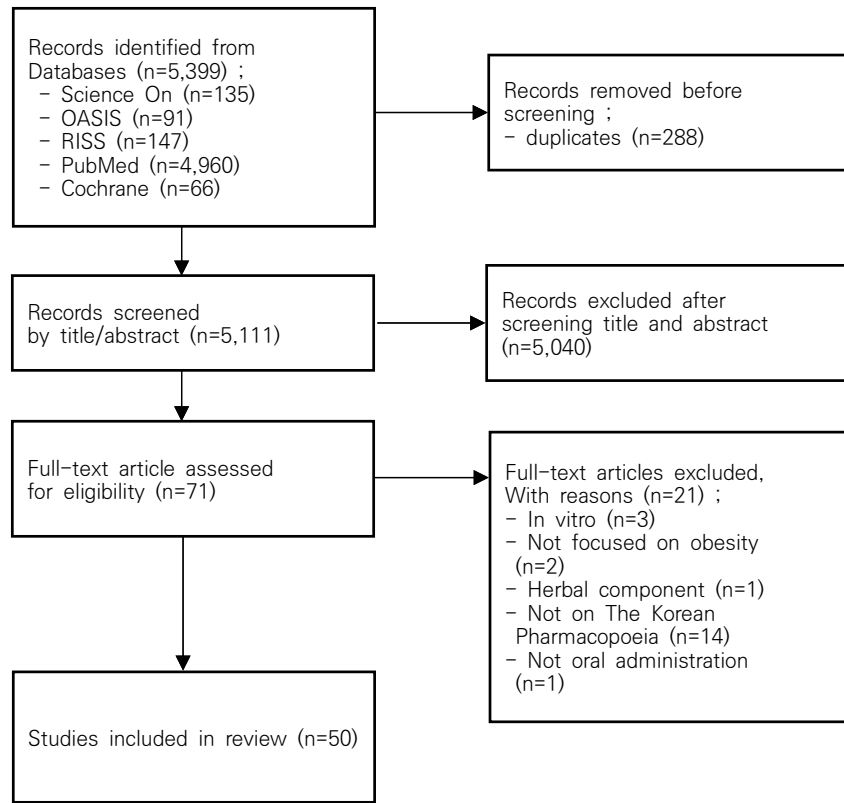 Records identified from
Databases (n=5,399) ;
- Science On (n=135)
- OASIS (n=91)
- RISS (n=147)
- PubMed (n=4,960)
- Cochrane (n=66)
Records removed before
screening ;
- duplicates (n=288)
Records screened
by title/abstract (n=5,111)
Records excluded after
screening title and abstract
(n=5,040)
Full-text article assessed
for eligibility (n=71)
Full-text articles excluded,
With reasons (n=21) ;
- In vitro (n=3)
- Not focused on obesity
(n=2)
- Herbal component (n=1)
- Not on The Korean
Pharmacopoeia (n=14)
- Not oral administration
(n=1)
Studies included in review (n=50)